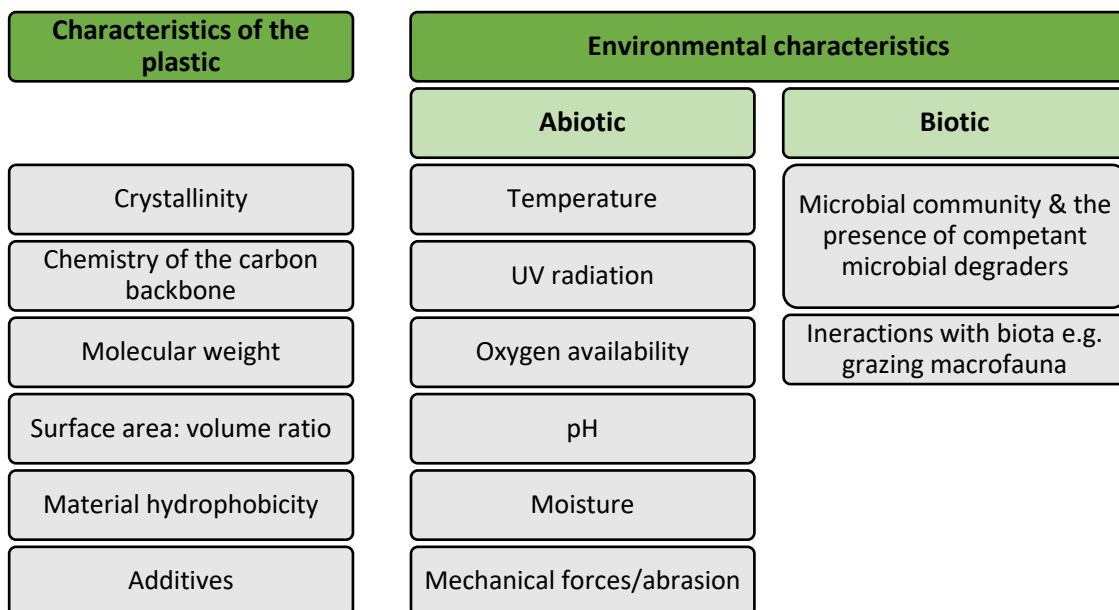 Characteristics of the
plastic
Crystallinity
Chemistry of the carbon
backbone
Molecular weight
Surface area: volume ratio
Material hydrophobicity
Additives
Environmental characteristics
Abiotic
Temperature
UV radiation
Oxygen availability
pH
Moisture
Mechanical forces/abrasion
Biotic
Microbial community & the
presence of competant
microbial degraders
Ineractions with biota e.g.
grazing macrofauna